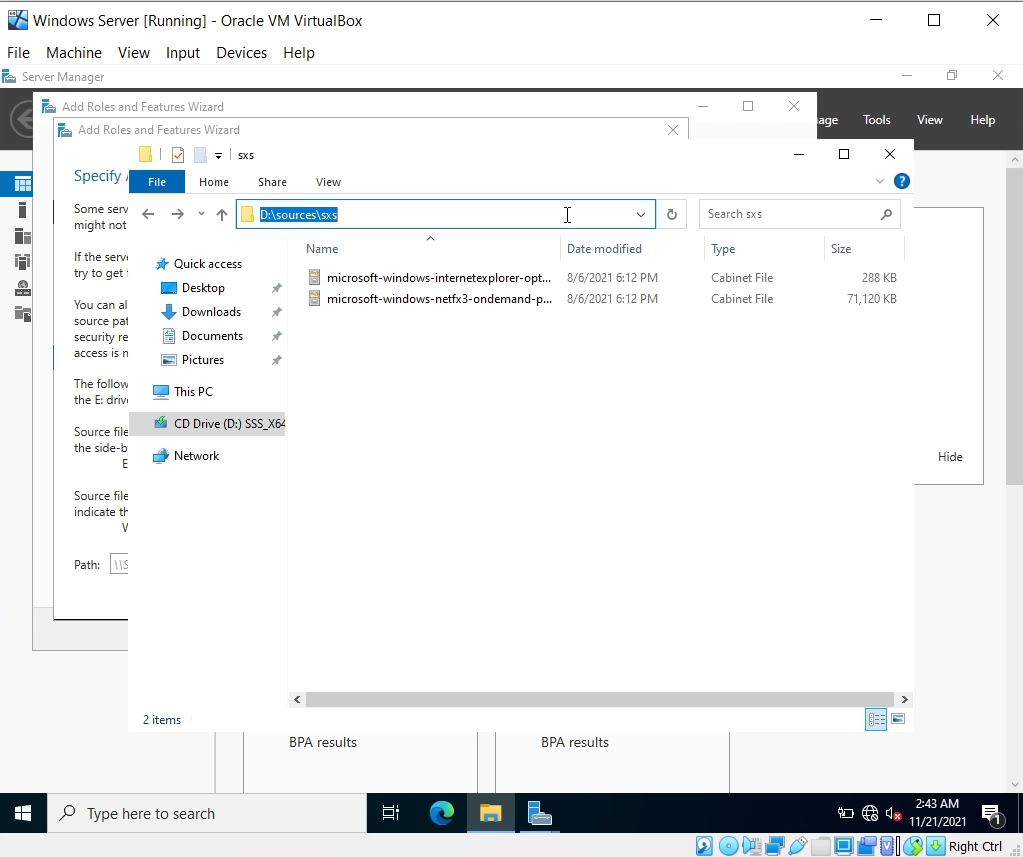 Windows Server [Running] - Oracle VM VirtualBox
File Machine View Input Devices Help
Server Manager
Add Roles and Features Wizard
age Tools View Help
Add Roles and Features Wizard
sxs
Specify
File Home Share View
Some serv
might not
D:\sources\sxs
Search sxs
Name Date modified Type Size
If the serve
try to get
Quick access
Desktop
Downloads
Documents
Pictures
This PC
CD Drive (D:) SSS_X64
Network
microsoft-windows-internetexplorer-opt... 8/6/2021 6:12 PM Cabinet File 288 KB
microsoft-windows-netfx3-ondemand-p... 8/6/2021 6:12 PM Cabinet File 71,120 KB
You can al
source pat
security re
access is n
The follow
the E: drive
Source file
the side-b
E
Source file
indicate th
W
Path: \\S
Hide
2 items
BPA results BPA results
Type here to search
2:43 AM
11/21/2021
1
Right Ctrl